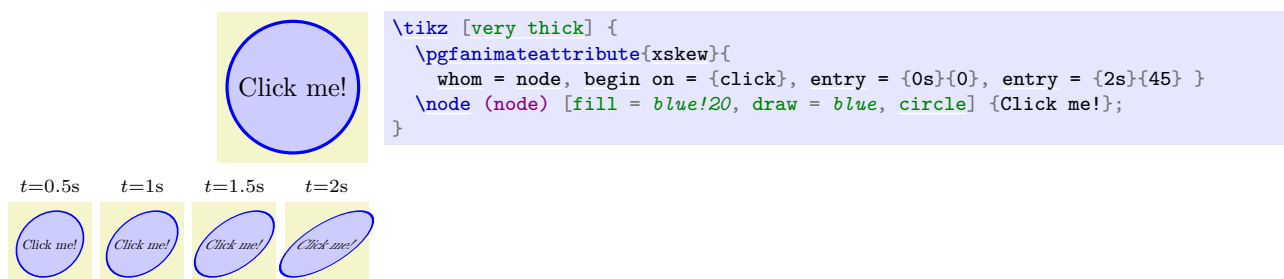 Click me!
\tikz [very thick] {
\pgfanimateattribute{xskew}{
whom = node, begin on = {click}, entry = {0s}{0}, entry = {2s}{45} }
\node (node) [fill = blue!20, draw = blue, circle] {Click me!};
}
t=0.5s t=1s t=1.5s t=2s
Click me! Click me! Click me! Click me!